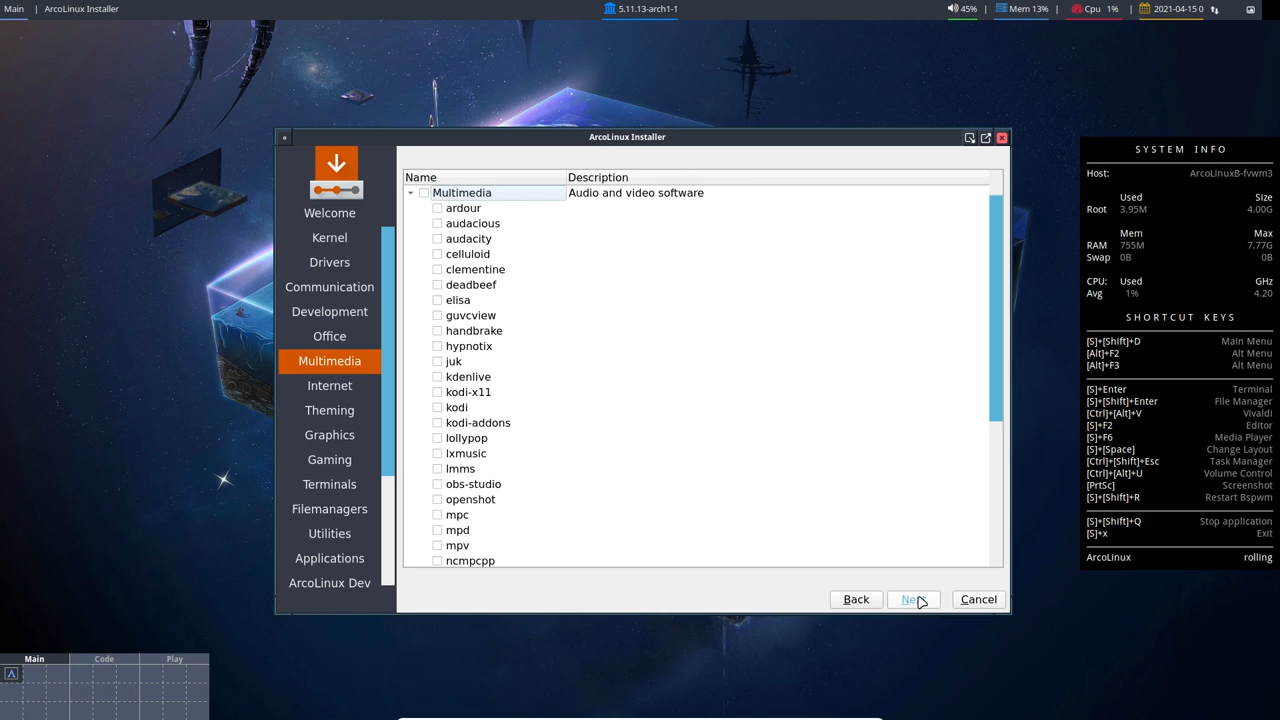 Main | ArcoLinux Installer
5.11.13-arch1-1
45% | Mem 13% | Cpu 1% | 2021-04-15 0
ArcoLinux Installer
Welcome
Kernel
Drivers
Communication
Development
Office
Multimedia
Internet
Theming
Graphics
Gaming
Terminals
Filemanagers
Utilities
Applications
ArcoLinux Dev
Name Description
Multimedia Audio and video software
ardour
audacious
audacity
celluloid
clementine
deadbeef
elisa
guvcview
handbrake
hypnotix
juk
kdenlive
kodi-x11
kodi
kodi-addons
lollypop
lxmusic
lmms
obs-studio
openshot
mpc
mpd
mpv
ncmpcpp
Back Cancel
SYSTEM INFO
Host: ArcoLinuxB-fvwm3
Used Size
Root 3.95M 4.00G
Mem Max
RAM 755M 7.77G
Swap 0B 0B
CPU: Used GHz
Avg 1% 4.20
SHORTCUT KEYS
[S]+[Shift]+D Main Menu
[Alt]+F2 Alt Menu
[Alt]+F3 Alt Menu
[S]+Enter Terminal
[S]+[Shift]+Enter File Manager
[Ctrl]+[Alt]+V Vivaldi
[S]+F2 Editor
[S]+F6 Media Player
[S]+[Space] Change Layout
[Ctrl]+[Shift]+Esc Task Manager
[Ctrl]+[Alt]+U Volume Control
[PrtSc] Screenshot
[S]+[Shift]+R Restart Bspwm
[S]+[Shift]+Q Stop application
[S]+x Exit
ArcoLinux rolling
Main Code Play